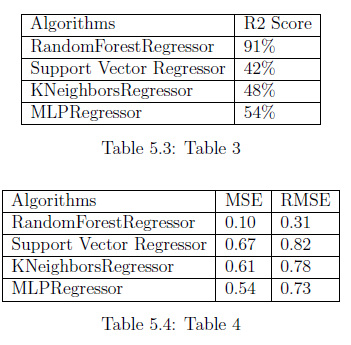 Algorithms R2 Score
RandomForestRegressor 91%
Support Vector Regressor 42%
KNeighborsRegressor 48%
MLPRegressor 54%
Table 5.3: Table 3
Algorithms MSE RMSE
RandomForestRegressor 0.10 0.31
Support Vector Regressor 0.67 0.82
KNeighborsRegressor 0.61 0.78
MLPRegressor 0.54 0.73
Table 5.4: Table 4